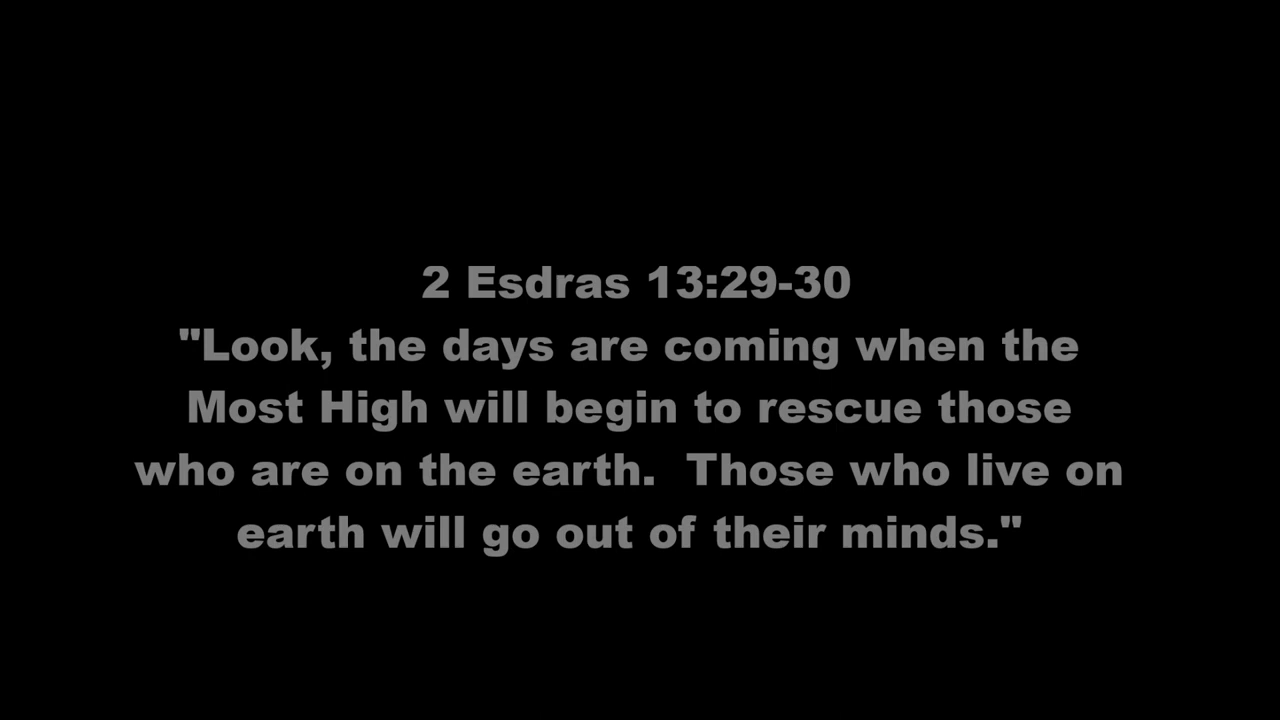 2 Esdras 13:29-30
"Look, the days are coming when the
Most High will begin to rescue those
who are on the earth.  Those who live on
earth will go out of their minds."